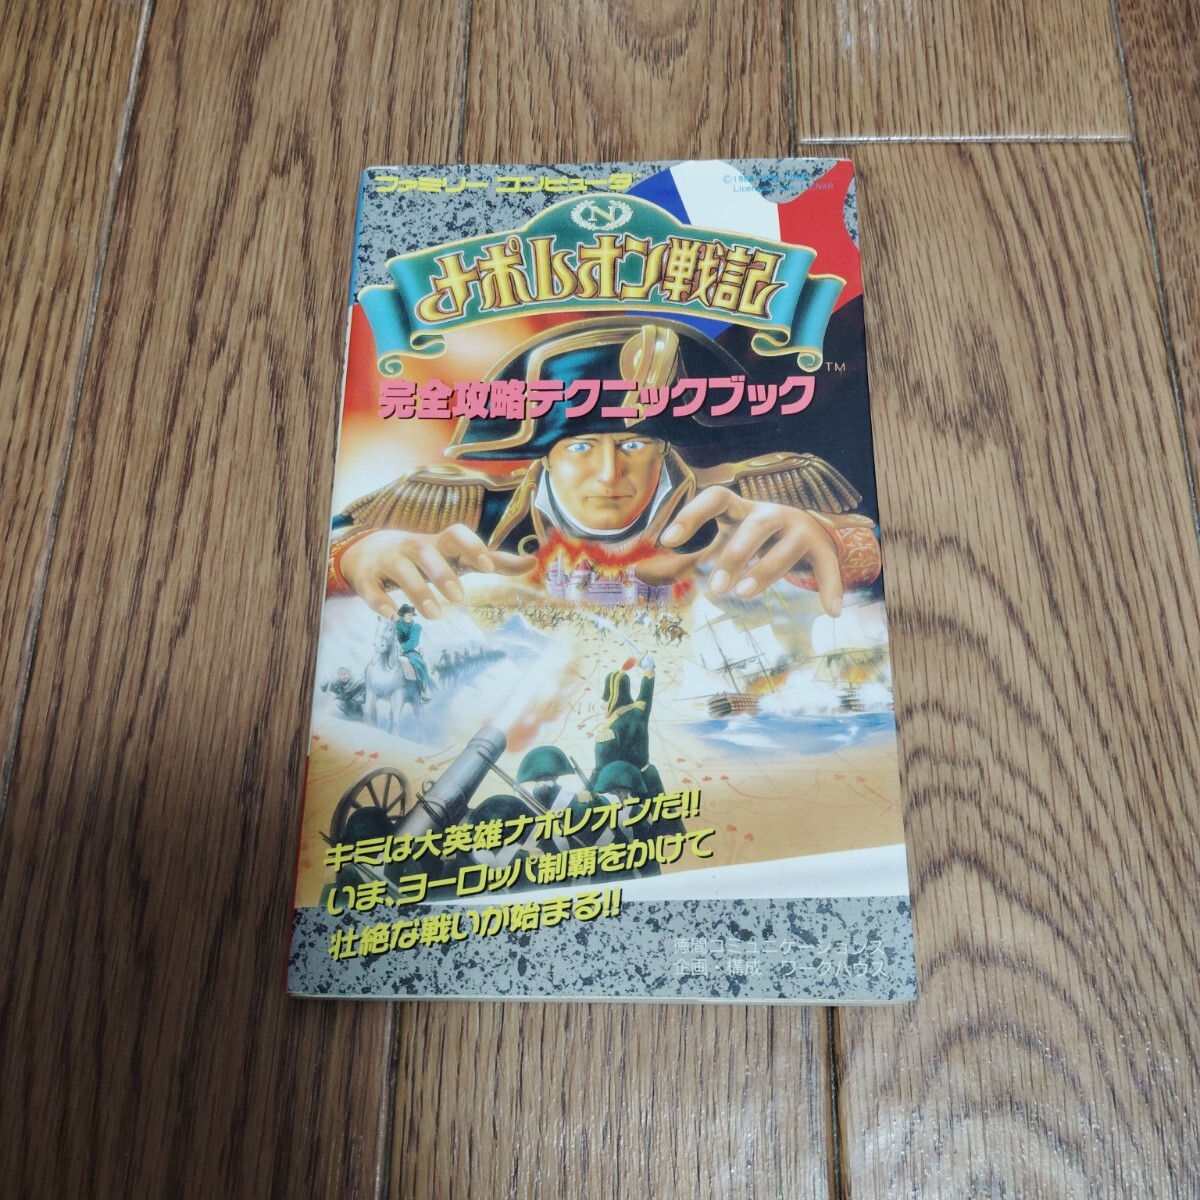 ファミリー コンピュータ
©198
N
ナポレオン戦記
TM
完全攻略テクニックブック
キミは大英雄ナポレオンだ!!
いま、ヨーロッパ制覇をかけて
壮絶な戦いが始まる!!
徳間コミュニケーションズ
企画・構成 ワークハウス